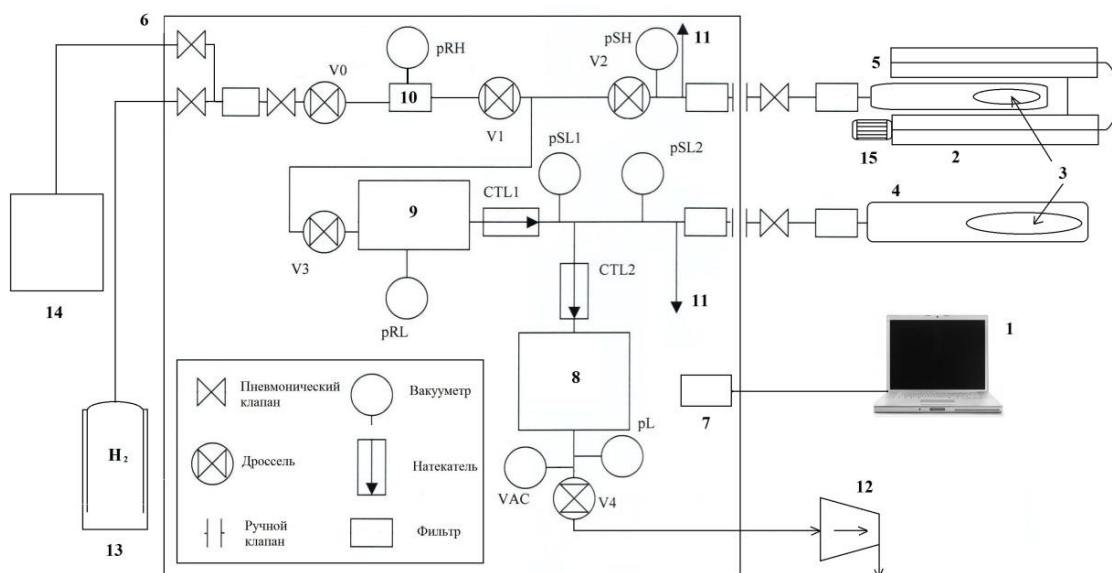 6
pRH
pSH
11
5
V0
V2
10
V1
15
2
pSL1
pSL2
3
CTL1
4
9
V3
CTL2
14
pRL
11
1
8
Пневмонический
клапан
Вакууметр
7
pL
H₂
Дроссель
Натекатель
VAC
V4
12
Ручной
клапан
Фильтр
13